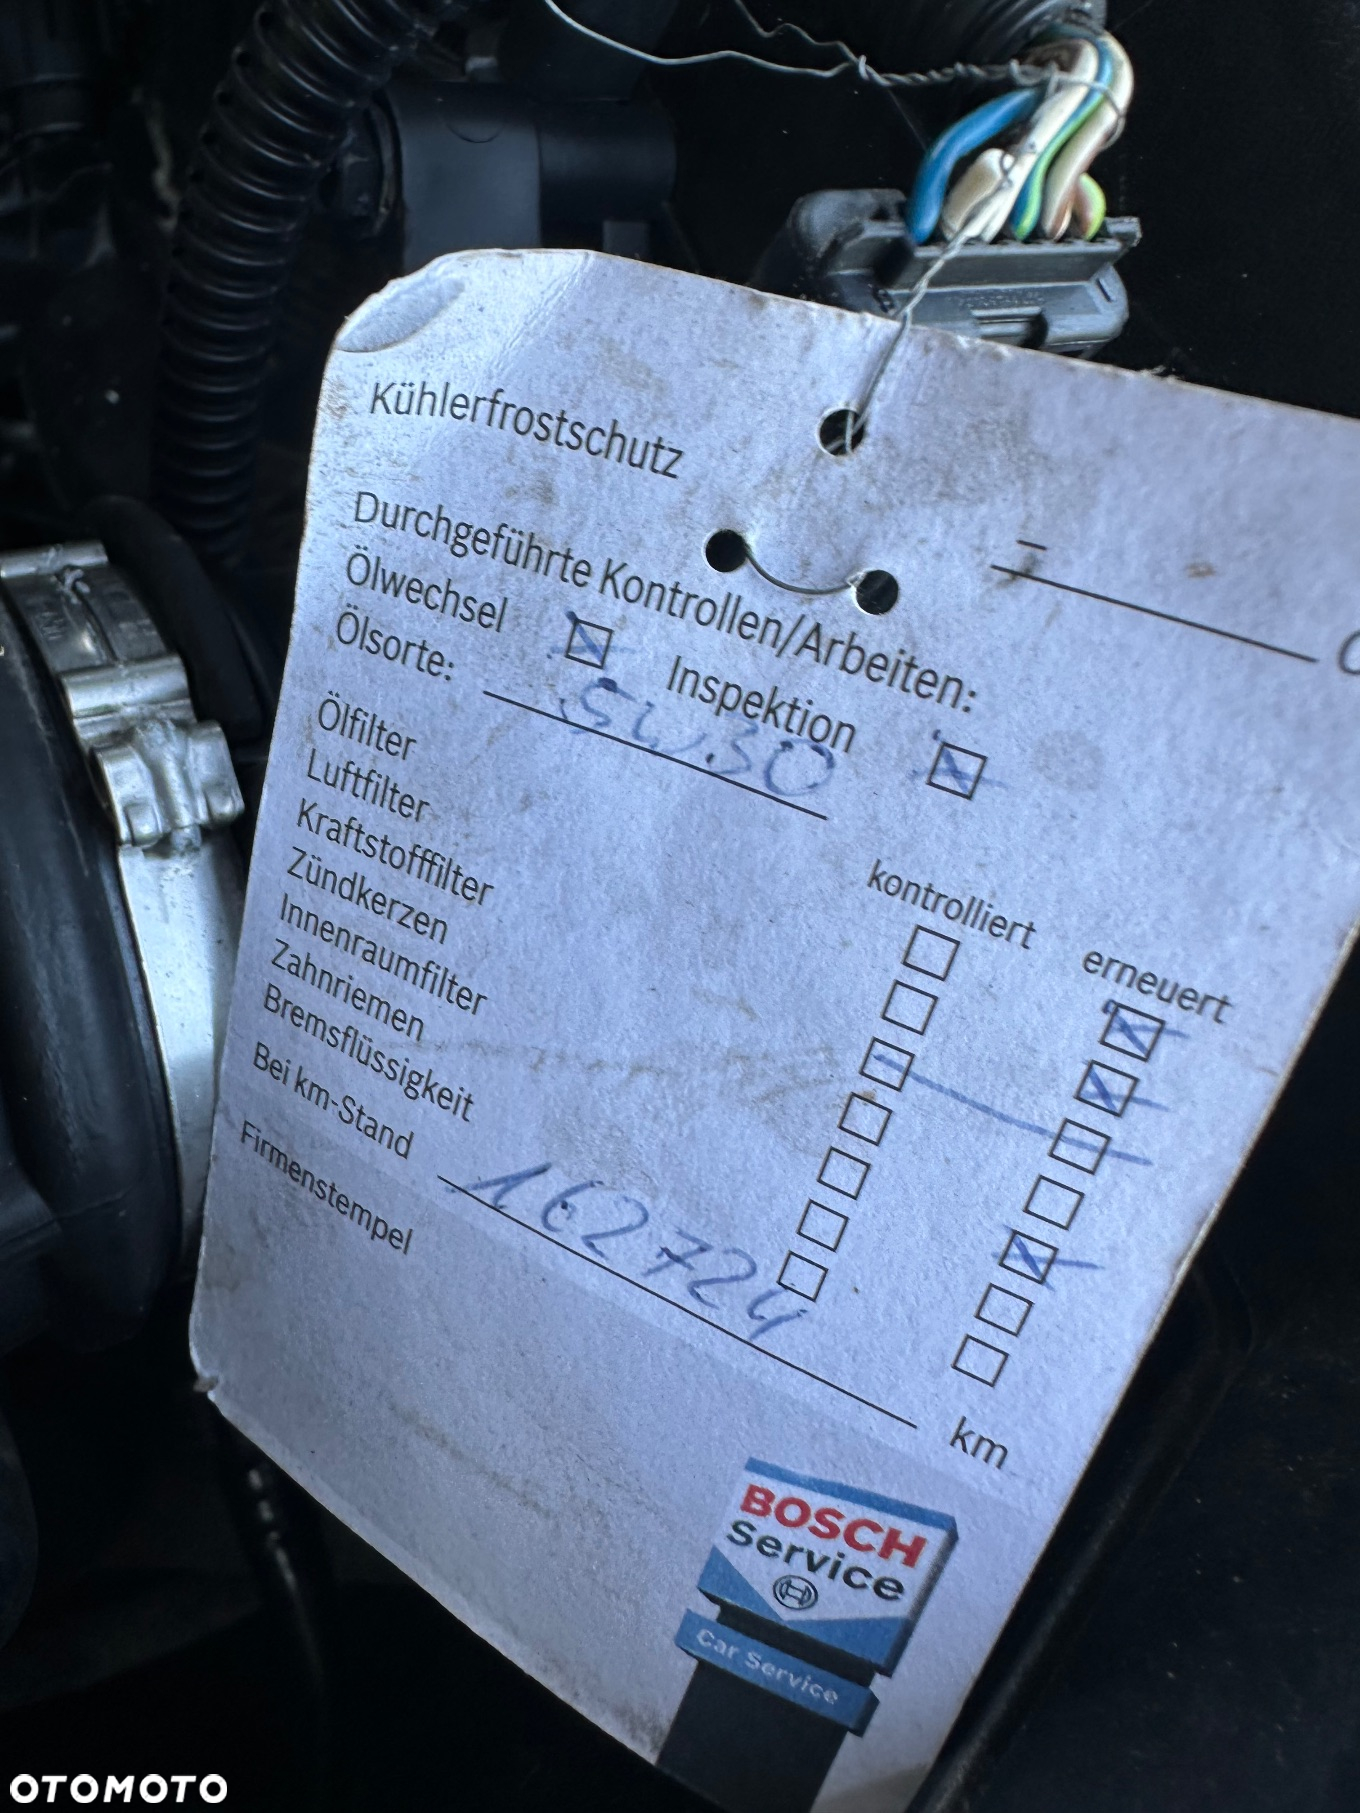 Kühlerfrostschutz
Durchgeführte Kontrollen/Arbeiten:
Ölwechsel Inspektion
Ölsorte: 5W30
kontrolliert erneuert
Ölfilter
Luftfilter
Kraftstofffilter
Zündkerzen
Innenraumfilter
Zahnriemen
Bremsflüssigkeit
Bei km-Stand 162724 km
Firmenstempel
BOSCH
Service
Car Service
OTOMOTO